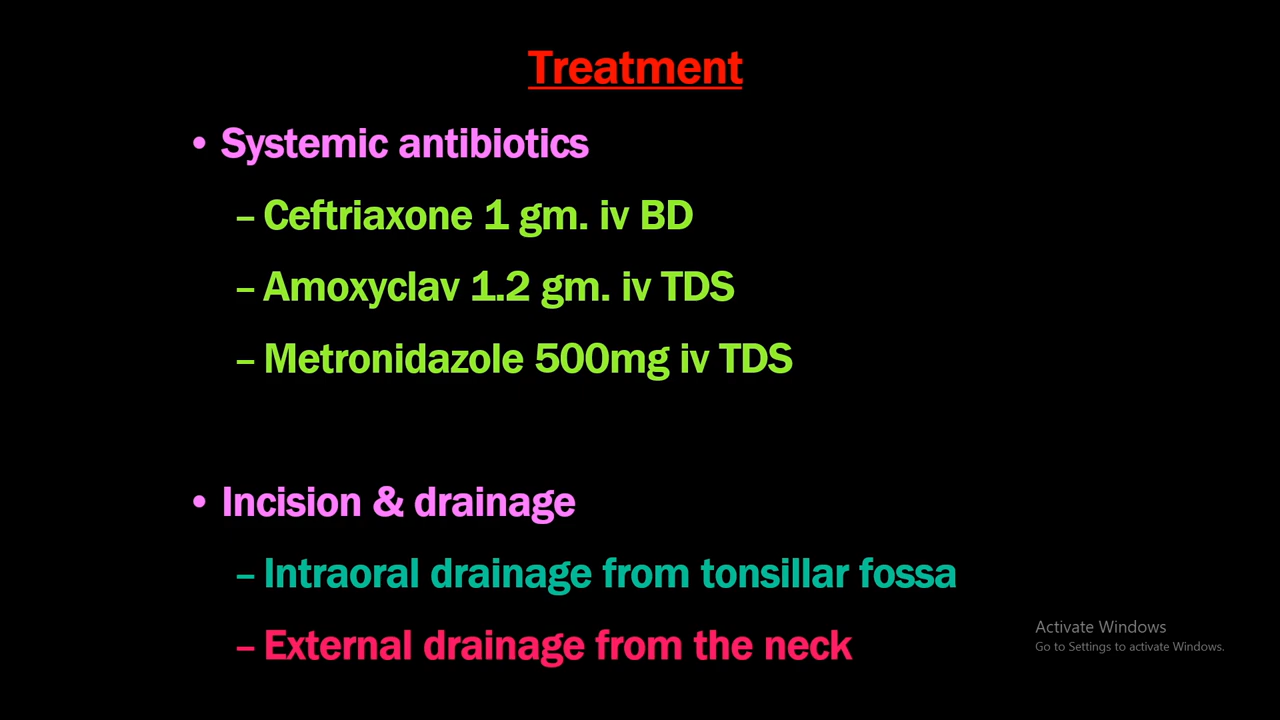 Treatment
• Systemic antibiotics
– Ceftriaxone 1 gm. iv BD
– Amoxyclav 1.2 gm. iv TDS
– Metronidazole 500mg iv TDS
• Incision & drainage
– Intraoral drainage from tonsillar fossa
– External drainage from the neck
Activate Windows
Go to Settings to activate Windows.